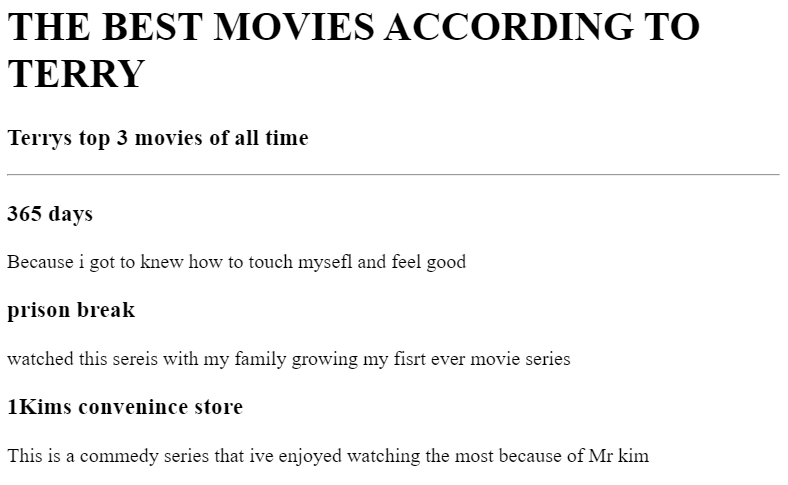 THE BEST MOVIES ACCORDING TO
TERRY
Terrys top 3 movies of all time
365 days
Because i got to knew how to touch mysefl and feel good
prison break
watched this sereis with my family growing my fisrt ever movie series
1Kims convenince store
This is a commedy series that ive enjoyed watching the most because of Mr kim